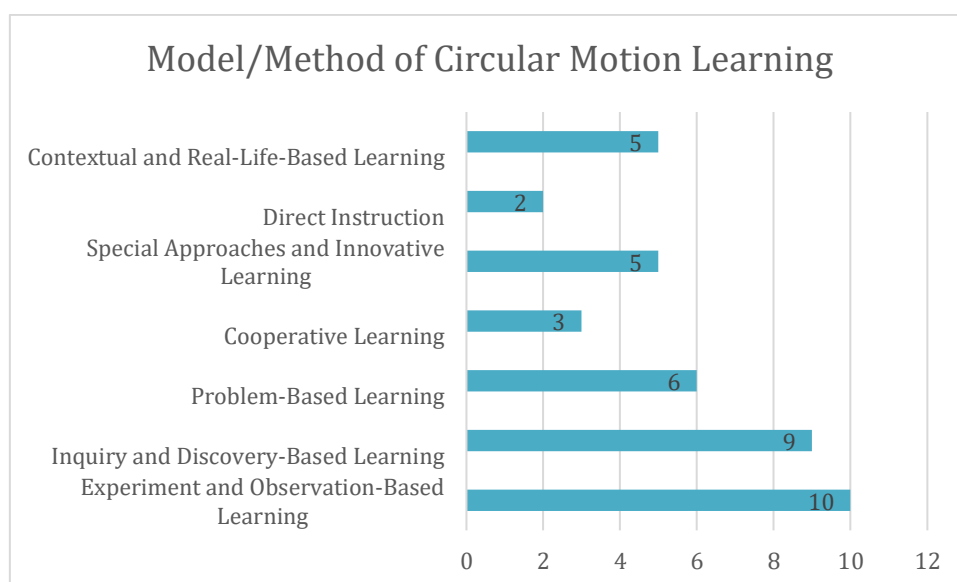 Model/Method of Circular Motion Learning
5
Contextual and Real-Life-Based Learning
2
Direct Instruction
Special Approaches and Innovative
Learning
5
3
Cooperative Learning
6
Problem-Based Learning
9
Inquiry and Discovery-Based Learning
Experiment and Observation-Based
Learning
10
0 2 4 6 8 10 12